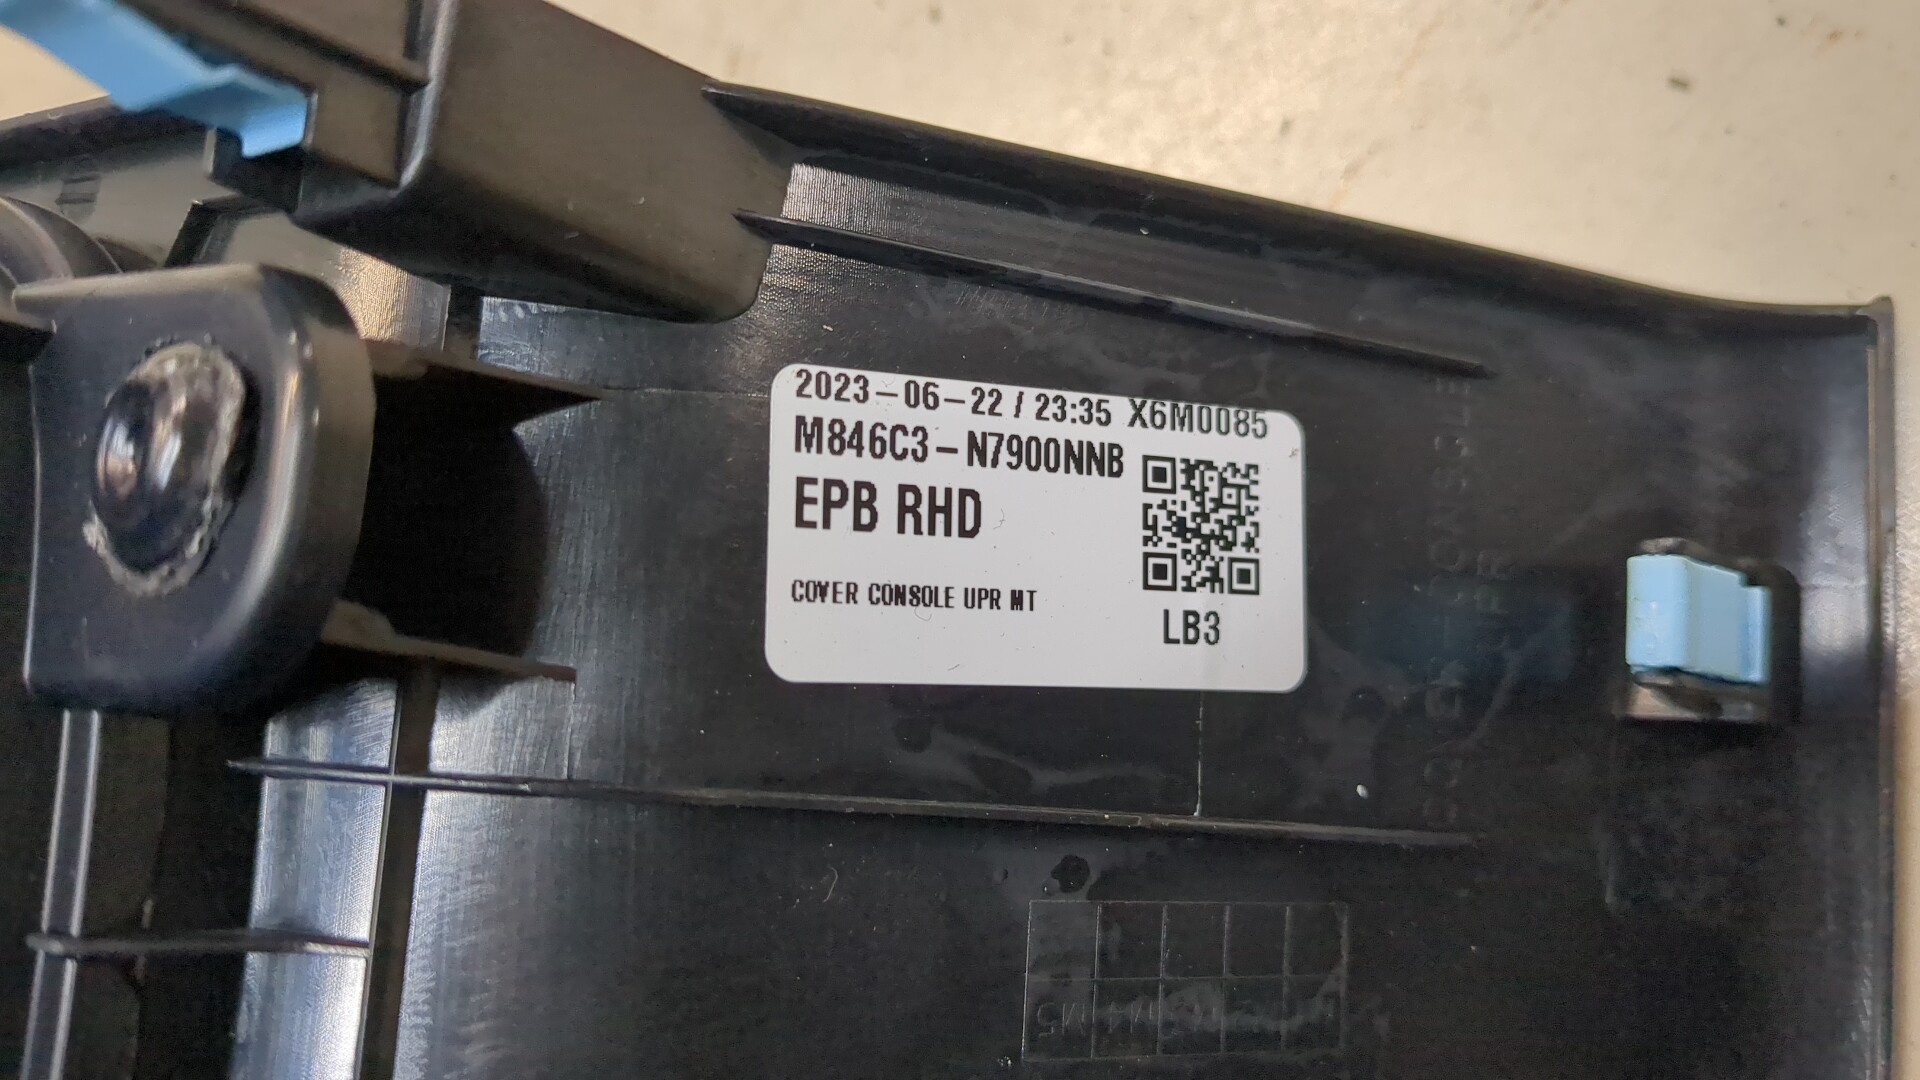 2023-06-22 / 23:35 X6M0085
M846C3-N7900NNB
EPB RHD
COVER CONSOLE UPR MT
LB3